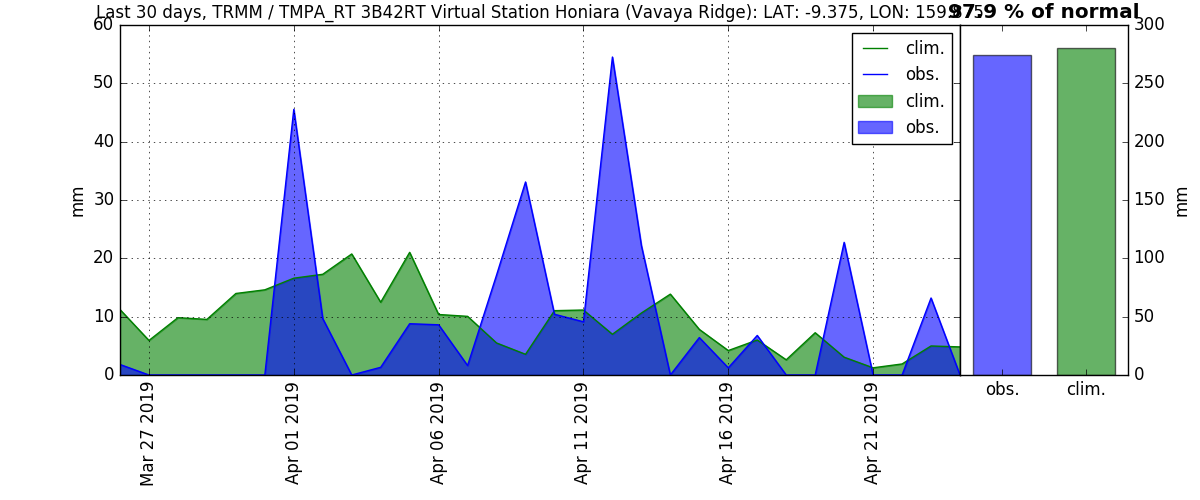 Last 30 days, TRMM / TMPA_RT 3B42RT Virtual Station Honiara (Vavaya Ridge): LAT: -9.375, LON:
97.9 % of normal
60
50
40
30
20
10
0
mm
clim.
obs.
clim.
obs.
Mar 27 2019
Apr 01 2019
Apr 06 2019
Apr 11 2019
Apr 16 2019
Apr 21 2019
300
250
200
150
100
50
0
mm
obs.
clim.